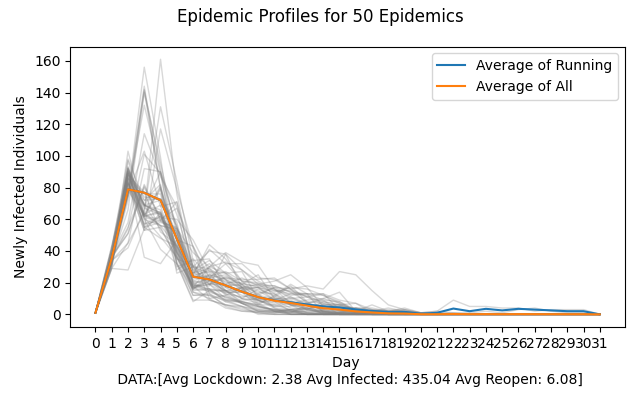 Epidemic Profiles for 50 Epidemics
Average of Running
Average of All
Newly Infected Individuals
160
140
120
100
80
60
40
20
0
0 1 2 3 4 5 6 7 8 9 10 11 12 13 14 15 16 17 18 19 20 21 22 23 24 25 26 27 28 29 30 31
Day
DATA:[Avg Lockdown: 2.38 Avg Infected: 435.04 Avg Reopen: 6.08]